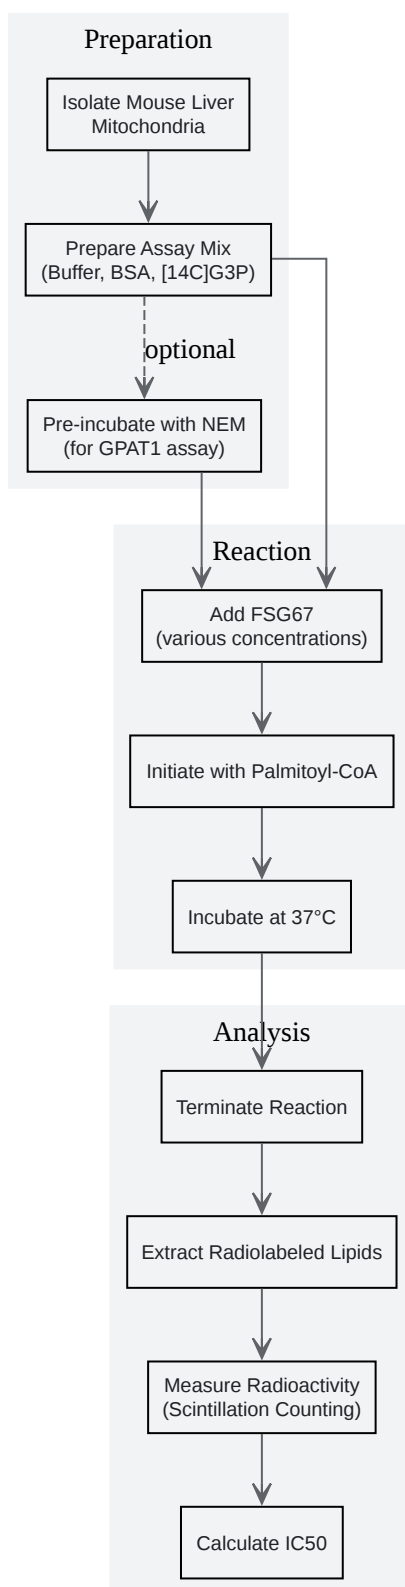 Preparation
Isolate Mouse Liver
Mitochondria
Prepare Assay Mix
(Buffer, BSA, [14C]G3P)
optional
Pre-incubate with NEM
(for GPAT1 assay)
Reaction
Add FSG67
(various concentrations)
Initiate with Palmitoyl-CoA
Incubate at 37°C
Analysis
Terminate Reaction
Extract Radiolabeled Lipids
Measure Radioactivity
(Scintillation Counting)
Calculate IC50